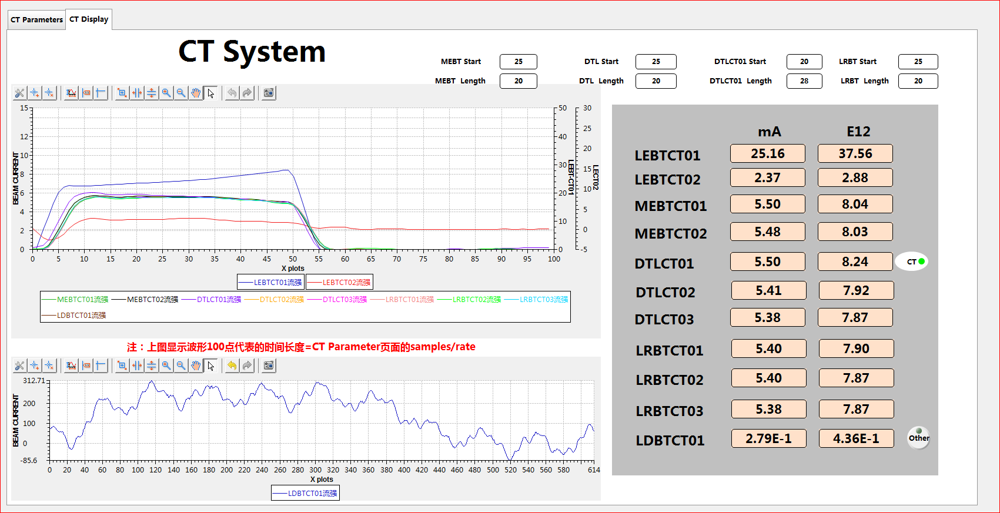 CT Parameters CT Display
CT System
MEBT Start 25 DTL Start 25 DTLCT01 Start 20 LRBT Start 25
MEBT Length 20 DTL Length 20 DTLCT01 Length 28 LRBT Length 20
15
12
10
8
6
4
2
0
BEAM CURRENT
50
40
30
20
10
0
LEBT-CT01
30
25
20
15
10
5
0
-5
LECT02
0 5 10 15 20 25 30 35 40 45 50 55 60 65 70 75 80 85 90 95 100
X plots
LEBTCT01流强 LEBTCT02流强
MEBTCT01流强 MEBTCT02流强 DTLCT01流强 DTLCT02流强 DTLCT03流强 LRBTCT01流强 LRBTCT02流强 LRBTCT03流强
LDBTCT01流强
注：上图显示波形100点代表的时间长度=CT Parameter页面的samples/rate
312.71
200
100
0
-85.6
BEAM CURRENT
0 20 40 60 80 100 120 140 160 180 200 220 240 260 280 300 320 340 360 380 400 420 440 460 480 500 520 540 560 580 614
X plots
LDBTCT01流强
mA E12
LEBTCT01 25.16 37.56
LEBTCT02 2.37 2.88
MEBTCT01 5.50 8.04
MEBTCT02 5.48 8.03
DTLCT01 5.50 8.24 CT
DTLCT02 5.41 7.92
DTLCT03 5.38 7.87
LRBTCT01 5.40 7.90
LRBTCT02 5.40 7.87
LRBTCT03 5.38 7.87
LDBTCT01 2.79E-1 4.36E-1 Other